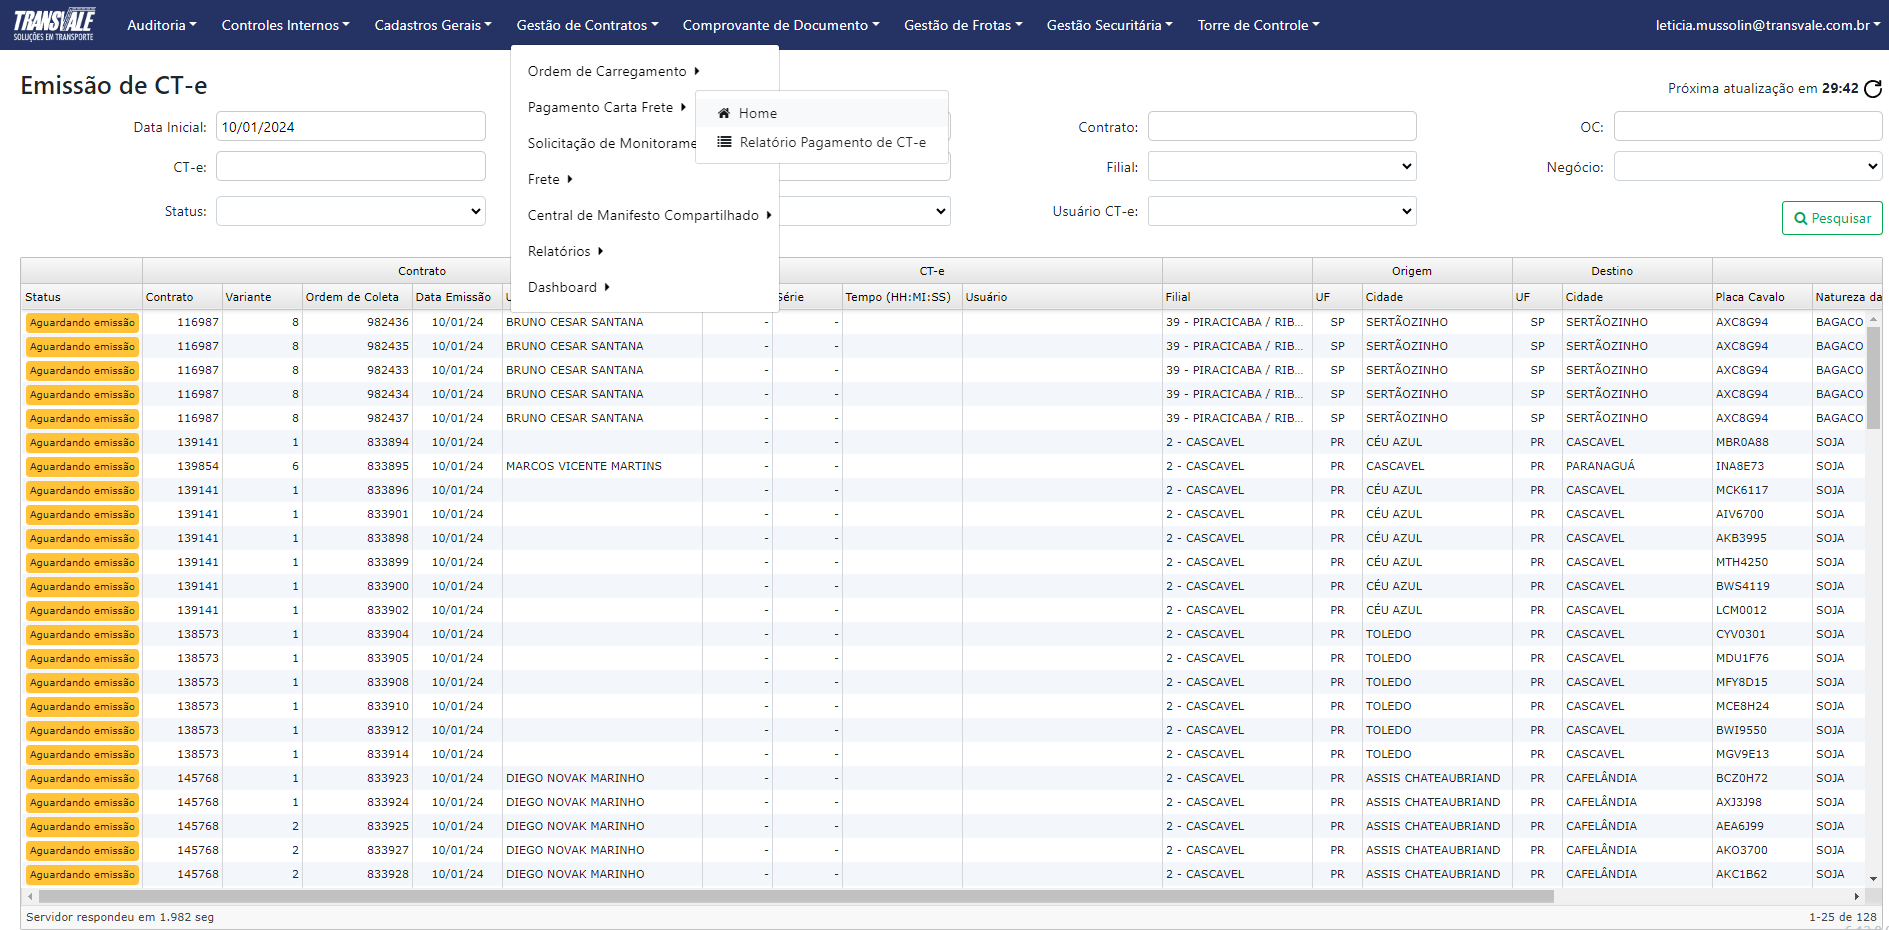 TRANSVALE
SOLUÇÕES EM TRANSPORTE
Auditoria Controles Internos Cadastros Gerais Gestão de Contratos Comprovante de Documento Gestão de Frotas Gestão Securitária Torre de Controle leticia.mussolin@transvale.com.br
Emissão de CT-e
Próxima atualização em 29:42
Ordem de Carregamento
Pagamento Carta Frete
Solicitação de Monitorame
Frete
Central de Manifesto Compartilhado
Relatórios
Dashboard
Home
Relatório Pagamento de CT-e
Data Inicial: 10/01/2024 Contrato: OC:
CT-e: Filial: Negócio:
Status: Usuário CT-e:
Pesquisar
Contrato CT-e Origem Destino
Status Contrato Variante Ordem de Coleta Data Emissão Série Tempo (HH:MI:SS) Usuário Filial UF Cidade UF Cidade Placa Cavalo Natureza da
Aguardando emissão 116987 8 982436 10/01/24 BRUNO CESAR SANTANA - - 39 - PIRACICABA / RIB... SP SERTÃOZINHO SP SERTÃOZINHO AXC8G94 BAGACO
Aguardando emissão 116987 8 982435 10/01/24 BRUNO CESAR SANTANA - - 39 - PIRACICABA / RIB... SP SERTÃOZINHO SP SERTÃOZINHO AXC8G94 BAGACO
Aguardando emissão 116987 8 982433 10/01/24 BRUNO CESAR SANTANA - - 39 - PIRACICABA / RIB... SP SERTÃOZINHO SP SERTÃOZINHO AXC8G94 BAGACO
Aguardando emissão 116987 8 982434 10/01/24 BRUNO CESAR SANTANA - - 39 - PIRACICABA / RIB... SP SERTÃOZINHO SP SERTÃOZINHO AXC8G94 BAGACO
Aguardando emissão 116987 8 982437 10/01/24 BRUNO CESAR SANTANA - - 39 - PIRACICABA / RIB... SP SERTÃOZINHO SP SERTÃOZINHO AXC8G94 BAGACO
Aguardando emissão 139141 1 833894 10/01/24 - - 2 - CASCAVEL PR CÉU AZUL PR CASCAVEL MBR0A88 SOJA
Aguardando emissão 139854 6 833895 10/01/24 MARCOS VICENTE MARTINS - - 2 - CASCAVEL PR CASCAVEL PR PARANAGUÁ INA8E73 SOJA
Aguardando emissão 139141 1 833896 10/01/24 - - 2 - CASCAVEL PR CÉU AZUL PR CASCAVEL MCK6117 SOJA
Aguardando emissão 139141 1 833901 10/01/24 - - 2 - CASCAVEL PR CÉU AZUL PR CASCAVEL AIV6700 SOJA
Aguardando emissão 139141 1 833898 10/01/24 - - 2 - CASCAVEL PR CÉU AZUL PR CASCAVEL AKB3995 SOJA
Aguardando emissão 139141 1 833899 10/01/24 - - 2 - CASCAVEL PR CÉU AZUL PR CASCAVEL MTH4250 SOJA
Aguardando emissão 139141 1 833900 10/01/24 - - 2 - CASCAVEL PR CÉU AZUL PR CASCAVEL BWS4119 SOJA
Aguardando emissão 139141 1 833902 10/01/24 - - 2 - CASCAVEL PR CÉU AZUL PR CASCAVEL LCM0012 SOJA
Aguardando emissão 138573 1 833904 10/01/24 - - 2 - CASCAVEL PR TOLEDO PR CASCAVEL CYV0301 SOJA
Aguardando emissão 138573 1 833905 10/01/24 - - 2 - CASCAVEL PR TOLEDO PR CASCAVEL MDU1F76 SOJA
Aguardando emissão 138573 1 833908 10/01/24 - - 2 - CASCAVEL PR TOLEDO PR CASCAVEL MFY8D15 SOJA
Aguardando emissão 138573 1 833910 10/01/24 - - 2 - CASCAVEL PR TOLEDO PR CASCAVEL MCE8H24 SOJA
Aguardando emissão 138573 1 833912 10/01/24 - - 2 - CASCAVEL PR TOLEDO PR CASCAVEL BWI9550 SOJA
Aguardando emissão 138573 1 833914 10/01/24 - - 2 - CASCAVEL PR TOLEDO PR CASCAVEL MGV9E13 SOJA
Aguardando emissão 145768 1 833923 10/01/24 DIEGO NOVAK MARINHO - - 2 - CASCAVEL PR ASSIS CHATEAUBRIAND PR CAFELÂNDIA BCZ0H72 SOJA
Aguardando emissão 145768 1 833924 10/01/24 DIEGO NOVAK MARINHO - - 2 - CASCAVEL PR ASSIS CHATEAUBRIAND PR CAFELÂNDIA AXJ3J98 SOJA
Aguardando emissão 145768 2 833925 10/01/24 DIEGO NOVAK MARINHO - - 2 - CASCAVEL PR ASSIS CHATEAUBRIAND PR CAFELÂNDIA AEA6J99 SOJA
Aguardando emissão 145768 2 833927 10/01/24 DIEGO NOVAK MARINHO - - 2 - CASCAVEL PR ASSIS CHATEAUBRIAND PR CAFELÂNDIA AKO3700 SOJA
Aguardando emissão 145768 2 833928 10/01/24 DIEGO NOVAK MARINHO - - 2 - CASCAVEL PR ASSIS CHATEAUBRIAND PR CAFELÂNDIA AKC1B62 SOJA
Servidor respondeu em 1.982 seg 1-25 de 128